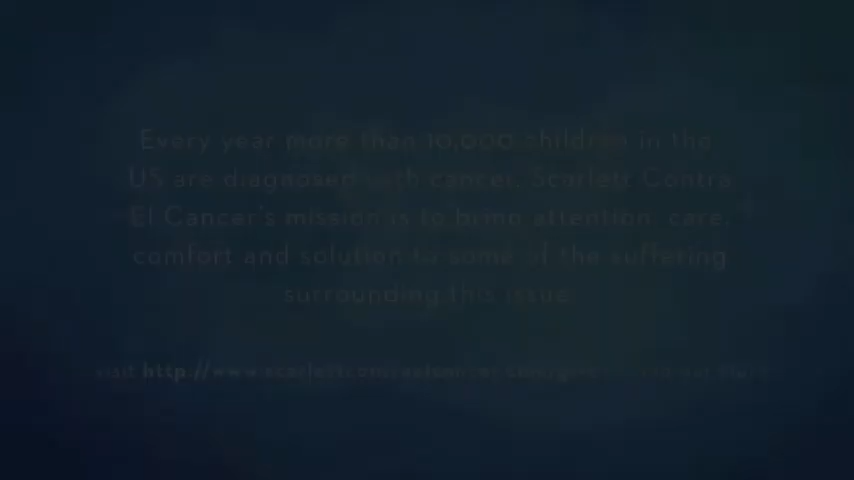 Every year more than 10,000 children in the
US are diagnosed with cancer. Scarlett Contra
El Cancer's mission is to bring attention, care,
comfort and solution to some of the suffering
surrounding this issue.
visit